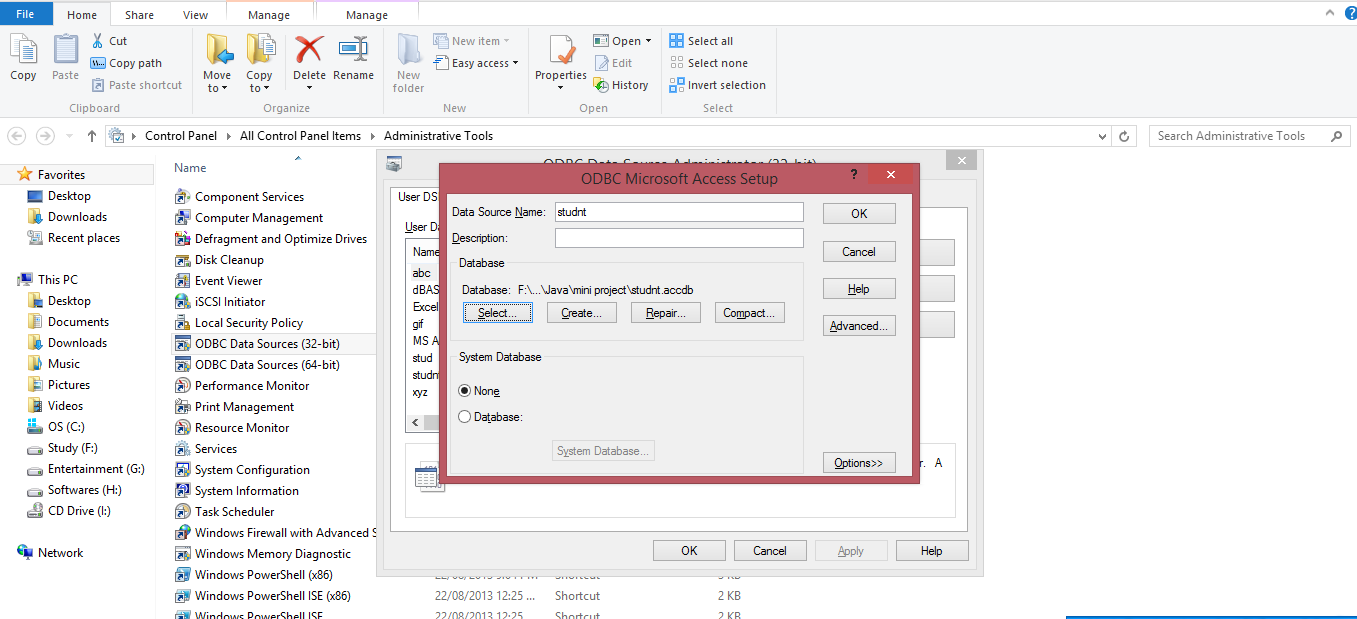 File Home Share View Manage Manage
Copy
Paste
Cut
Copy path
Paste shortcut
Clipboard
Move to
Copy to
Delete
Rename
Organize
New folder
New item
Easy access
New
Properties
Open
Edit
History
Open
Select all
Select none
Invert selection
Select
Control Panel All Control Panel Items Administrative Tools
Search Administrative Tools
Favorites
Desktop
Downloads
Recent places
This PC
Desktop
Documents
Downloads
Music
Pictures
Videos
OS (C:)
Study (F:)
Entertainment (G:)
Softwares (H:)
CD Drive (I:)
Network
Name
Component Services
Computer Management
Defragment and Optimize Drives
Disk Cleanup
Event Viewer
iSCSI Initiator
Local Security Policy
ODBC Data Sources (32-bit)
ODBC Data Sources (64-bit)
Performance Monitor
Print Management
Resource Monitor
Services
System Configuration
System Information
Task Scheduler
Windows Firewall with Advanced S
Windows Memory Diagnostic
Windows PowerShell (x86)
Windows PowerShell ISE (x86) 22/08/2013 12:25 ... Shortcut 2 KB
Windows PowerShell ISE 22/08/2013 12:25 Shortcut 2 KB
ODBC Data Source Administrator (32-bit)
User DS
User Da
Name
abc
dBAS
Excel
gif
MS A
stud
studn
xyz
r. A
OK Cancel Apply Help
ODBC Microsoft Access Setup ?
Data Source Name: studnt
Description:
Database
Database: F:\...\Java\mini project\studnt.accdb
Select... Create... Repair... Compact...
System Database
None
Database:
System Database...
OK
Cancel
Help
Advanced...
Options>>